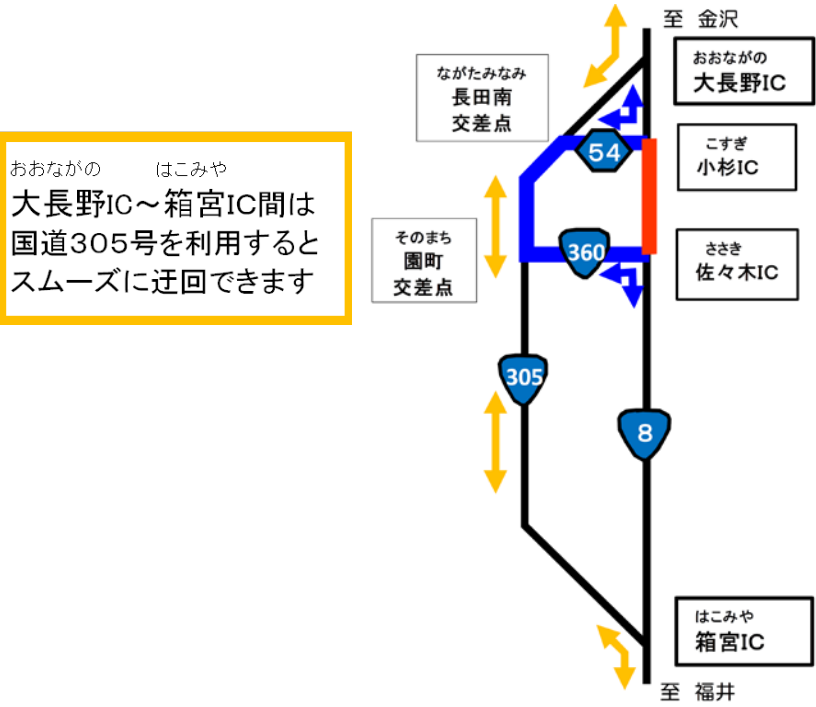 至 金沢
おおながの
大長野IC
ながたみなみ
長田南
交差点
こすぎ
小杉IC
54
おおながの はこみや
大長野IC～箱宮IC間は
国道305号を利用すると
スムーズに迂回できます
そのまち
園町
交差点
360
ささき
佐々木IC
305
8
はこみや
箱宮IC
至 福井